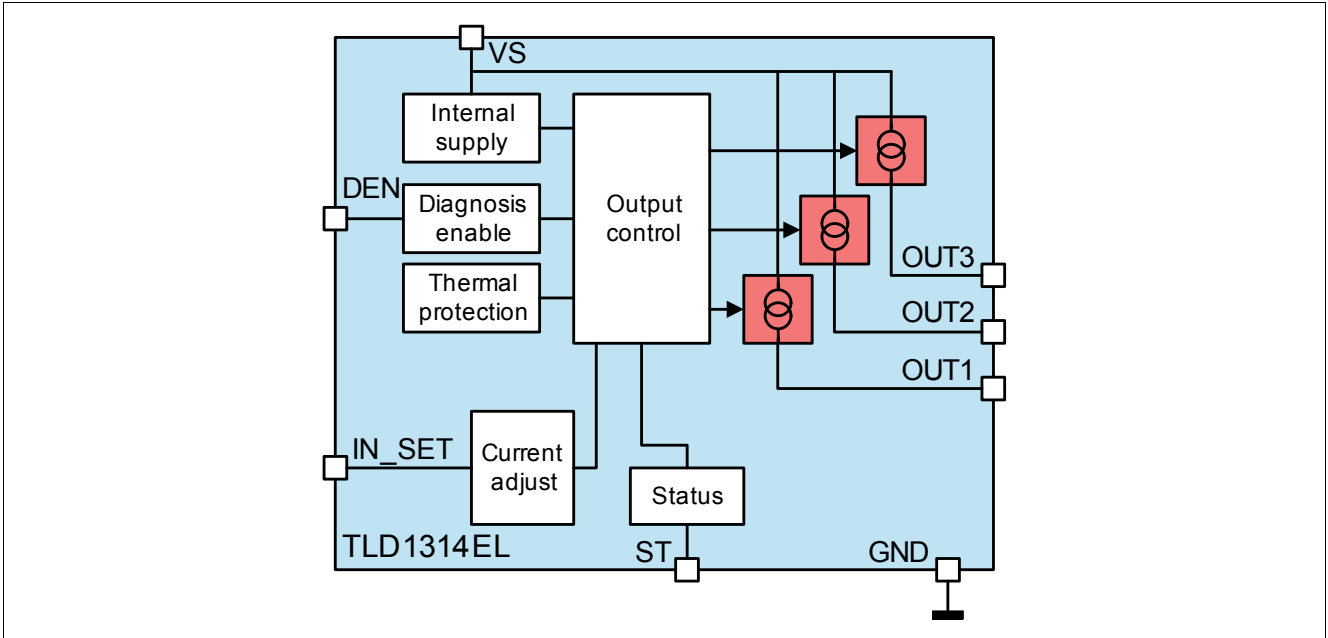 VS
Internal
supply
DEN
Diagnosis
enable
Output
control
Thermal
protection
OUT3
OUT2
OUT1
IN_SET
Current
adjust
Status
TLD1314EL
ST
GND